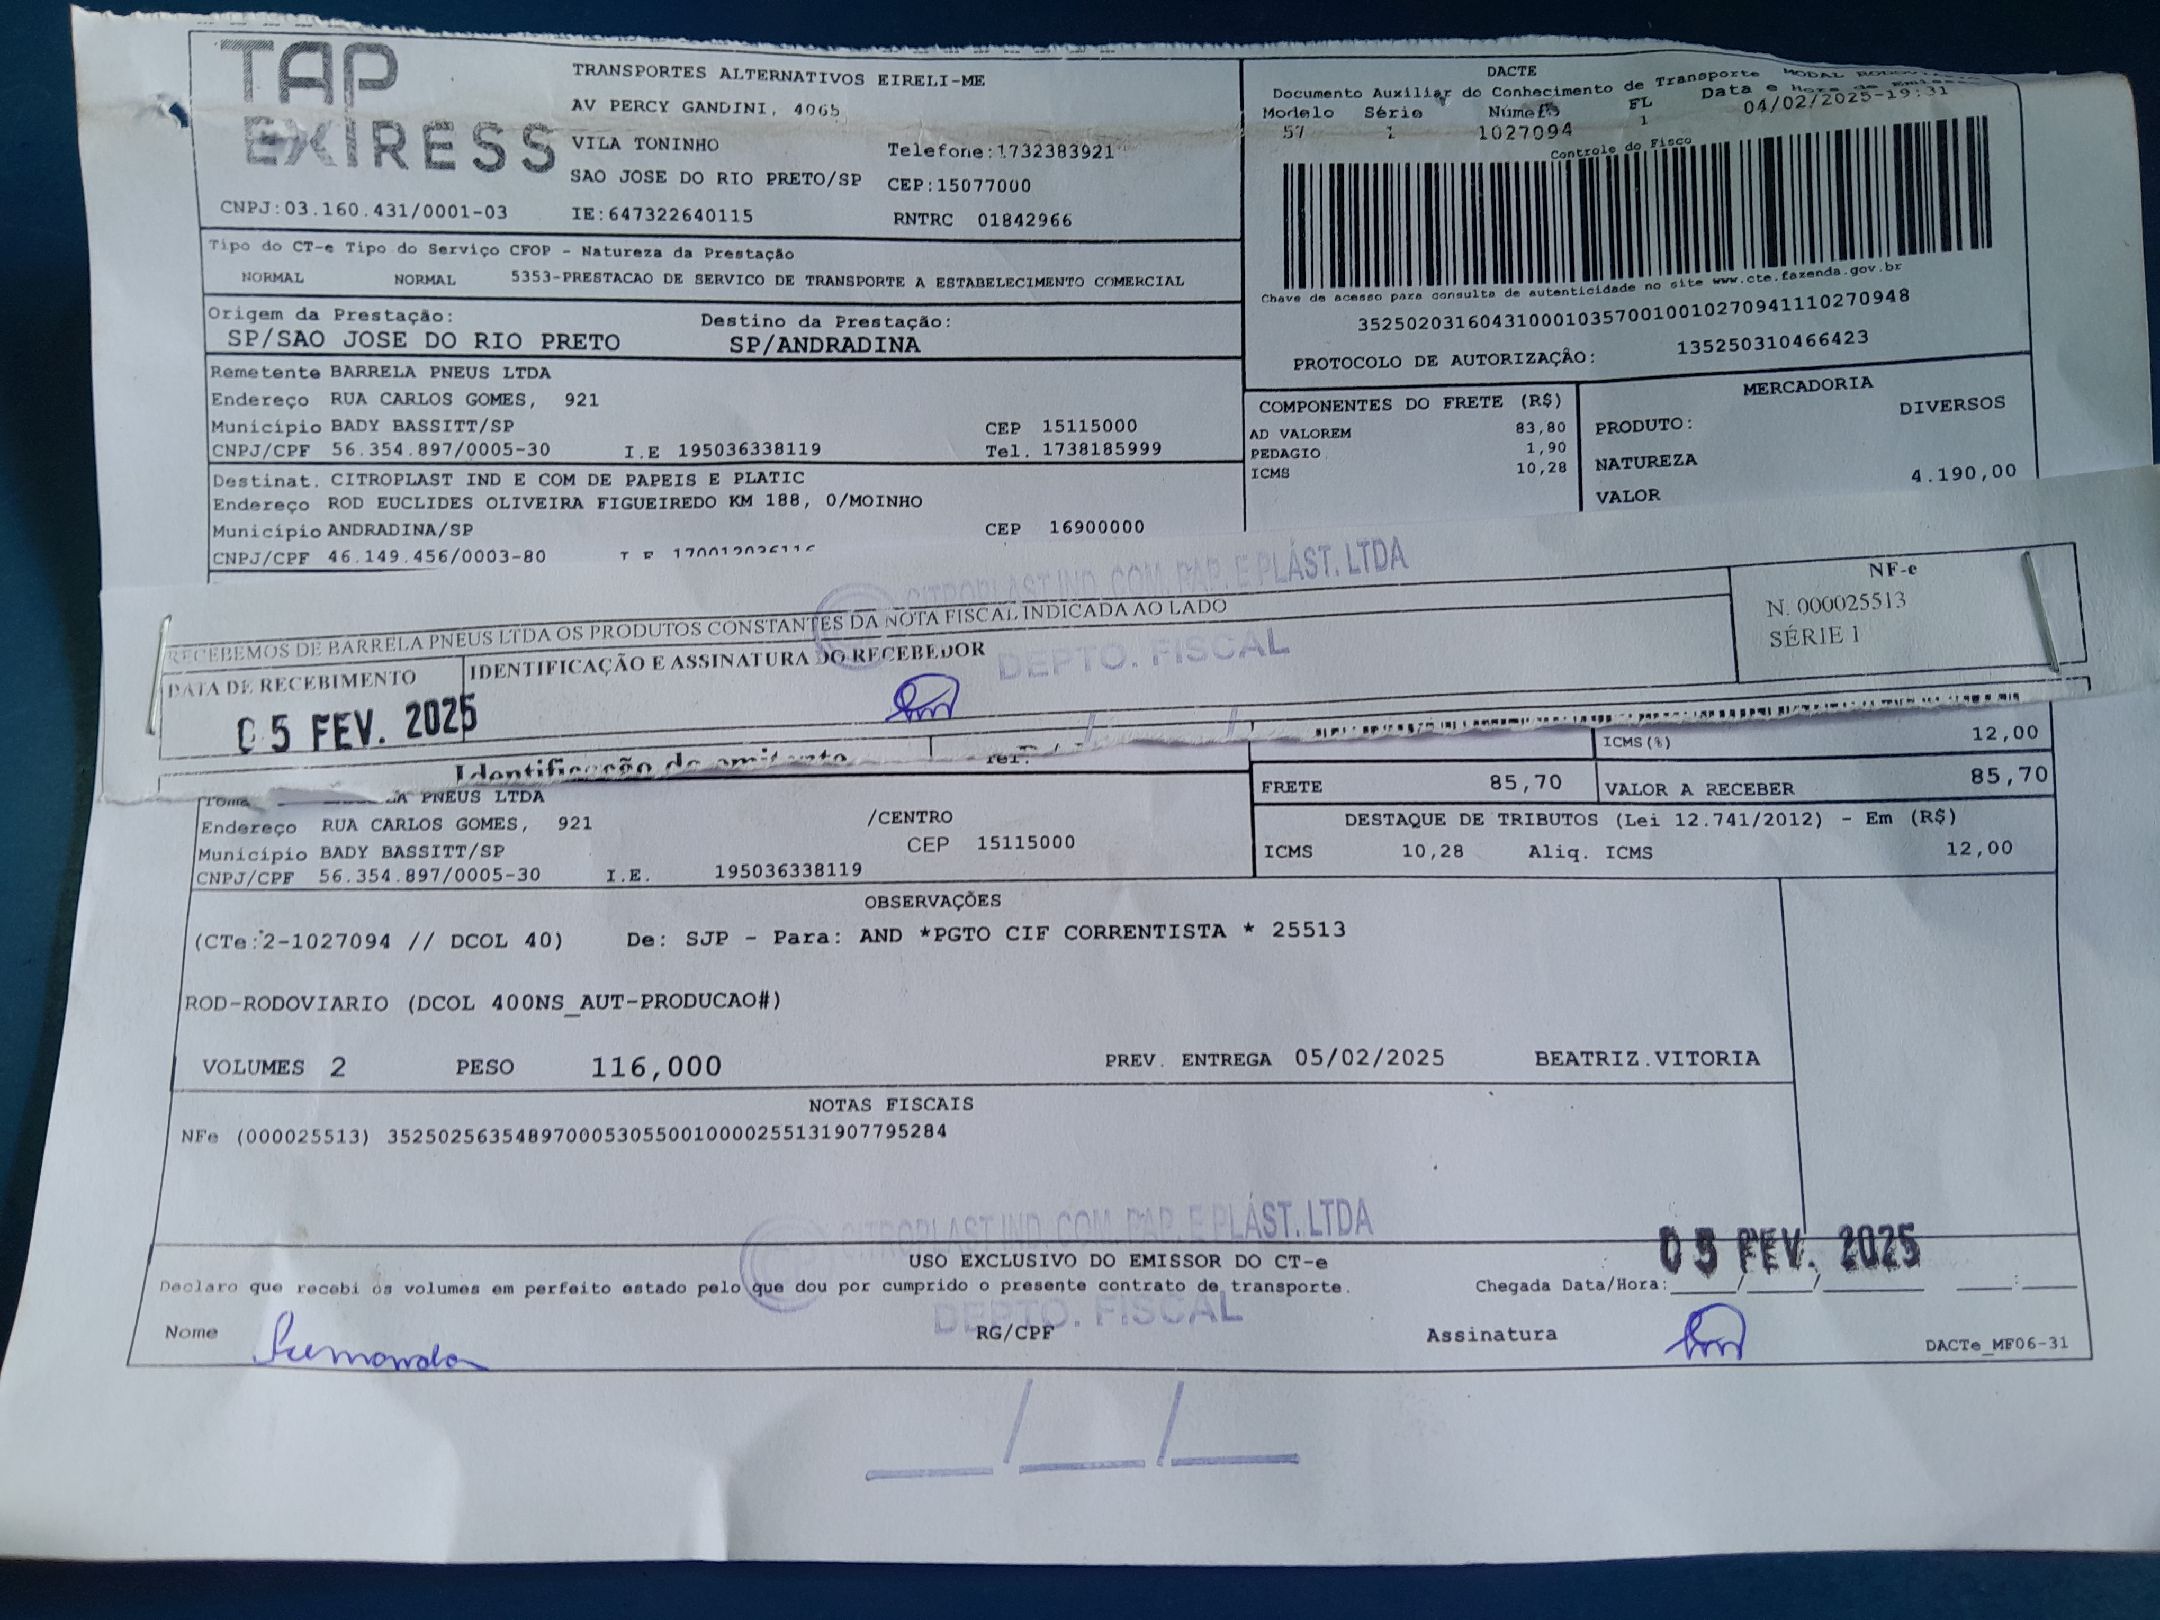 TAP
EXIRESS
TRANSPORTES ALTERNATIVOS EIRELI-ME
AV PERCY GANDINI, 4065
VILA TONINHO Telefone:1732383921
SAO JOSE DO RIO PRETO/SP CEP:15077000
CNPJ:03.160.431/0001-03 IE:647322640115 RNTRC 01842966
DACTE
Documento Auxiliar do Conhecimento de Transporte
Modelo Série Número FL Data e Hora de Emissão
57 1 1027094 1 04/02/2025-19:31
Controle do Fisco
Chave de acesso para consulta de autenticidade no site www.cte.fazenda.gov.br
35250203160431000103570010010270941110270948
PROTOCOLO DE AUTORIZAÇÃO: 135250310466423
Tipo do CT-e Tipo do Serviço CFOP - Natureza da Prestação
NORMAL NORMAL 5353-PRESTACAO DE SERVICO DE TRANSPORTE A ESTABELECIMENTO COMERCIAL
Origem da Prestação: Destino da Prestação:
SP/SAO JOSE DO RIO PRETO SP/ANDRADINA
Remetente BARRELA PNEUS LTDA
Endereço RUA CARLOS GOMES, 921
Município BADY BASSITT/SP CEP 15115000
CNPJ/CPF 56.354.897/0005-30 I.E 195036338119 Tel. 1738185999
Destinat. CITROPLAST IND E COM DE PAPEIS E PLATIC
Endereço ROD EUCLIDES OLIVEIRA FIGUEIREDO KM 188, 0/MOINHO
Município ANDRADINA/SP CEP 16900000
CNPJ/CPF 46.149.456/0003-80
COMPONENTES DO FRETE (R$)
AD VALOREM 83,80
PEDAGIO 1,90
ICMS 10,28
MERCADORIA
PRODUTO: DIVERSOS
NATUREZA
VALOR 4.190,00
CITROPLAST IND. COM. PAP. E PLÁST. LTDA
DEPTO. FISCAL
RECEBEMOS DE BARRELA PNEUS LTDA OS PRODUTOS CONSTANTES DA NOTA FISCAL INDICADA AO LADO
DATA DE RECEBIMENTO IDENTIFICAÇÃO E ASSINATURA DO RECEBEDOR
05 FEV. 2025
NF-e
N. 000025513
SÉRIE 1
Identificação do emitente
ICMS(%) 12,00
FRETE 85,70 VALOR A RECEBER 85,70
DESTAQUE DE TRIBUTOS (Lei 12.741/2012) - Em (R$)
ICMS 10,28 Aliq. ICMS 12,00
PNEUS LTDA
Endereço RUA CARLOS GOMES, 921 /CENTRO
Município BADY BASSITT/SP CEP 15115000
CNPJ/CPF 56.354.897/0005-30 I.E. 195036338119
OBSERVAÇÕES
(CTe:2-1027094 // DCOL 40) De: SJP - Para: AND *PGTO CIF CORRENTISTA * 25513
ROD-RODOVIARIO (DCOL 400NS_AUT-PRODUCAO#)
VOLUMES 2 PESO 116,000 PREV. ENTREGA 05/02/2025 BEATRIZ.VITORIA
NOTAS FISCAIS
NFe (000025513) 35250256354897000530550010000255131907795284
CITROPLAST IND. COM. PAP. E PLÁST. LTDA
DEPTO. FISCAL
USO EXCLUSIVO DO EMISSOR DO CT-e
05 FEV. 2025
Declaro que recebi os volumes em perfeito estado pelo que dou por cumprido o presente contrato de transporte. Chegada Data/Hora:____/____/______ ____:____
Nome RG/CPF Assinatura DACTe_MF06-31